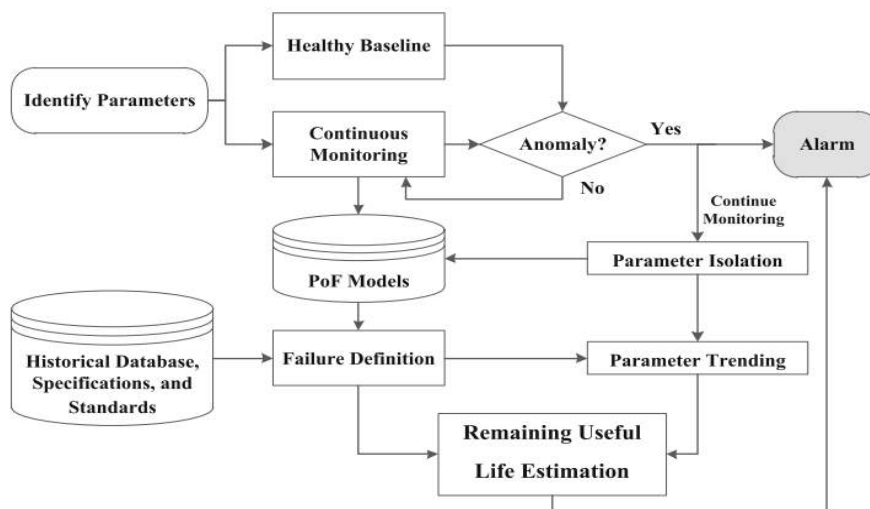 Healthy Baseline
Identify Parameters
Continuous
Monitoring
Anomaly?
Yes
No
Alarm
Continue
Monitoring
PoF Models
Parameter Isolation
Historical Database,
Specifications, and
Standards
Failure Definition
Parameter Trending
Remaining Useful
Life Estimation